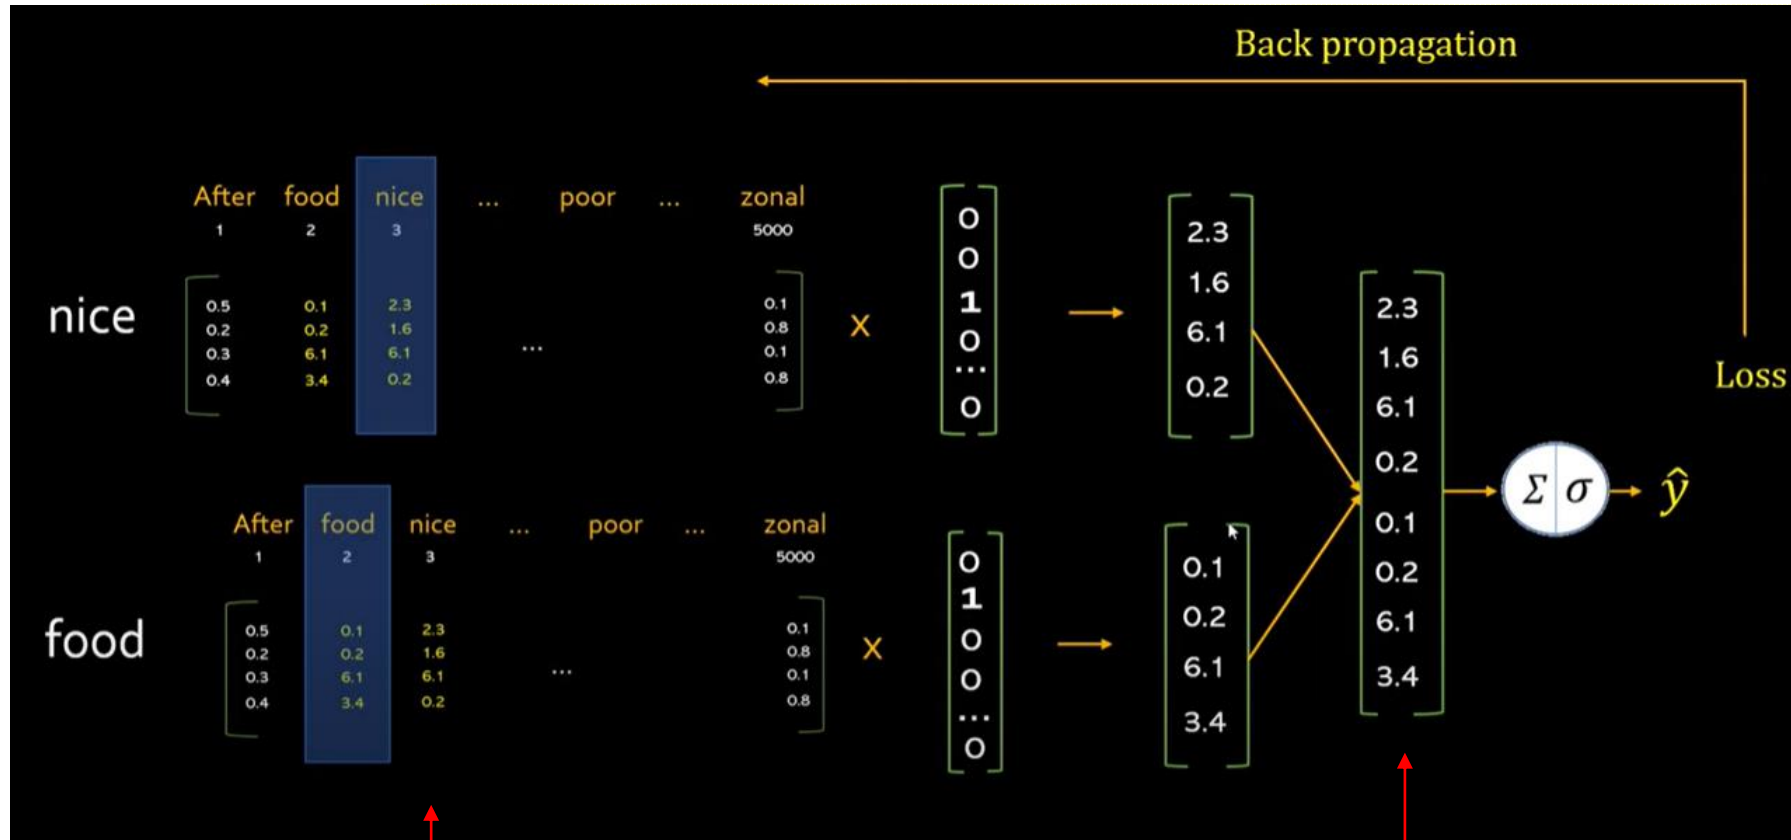 Back propagation
After food nice ... poor ... zonal
1 2 3 5000
nice
0.5 0.1 2.3 0.1
0.2 0.2 1.6 0.8
0.3 6.1 6.1 ... 0.1
0.4 3.4 0.2 0.8
x
0
0
1
0
...
0
2.3
1.6
6.1
0.2
After food nice ... poor ... zonal
1 2 3 5000
food
0.5 0.1 2.3 0.1
0.2 0.2 1.6 0.8
0.3 6.1 6.1 ... 0.1
0.4 3.4 0.2 0.8
x
0
1
0
0
...
0
0.1
0.2
6.1
3.4
2.3
1.6
6.1
0.2
0.1
0.2
6.1
3.4
Σ σ
ŷ
Loss